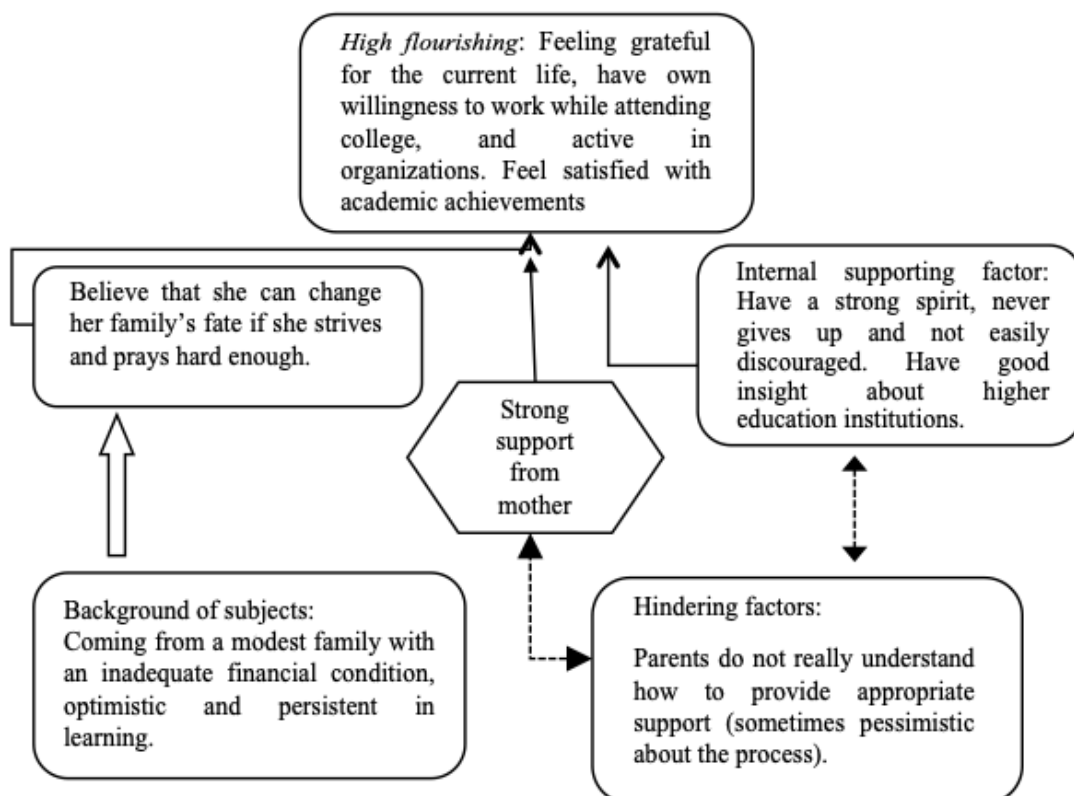 High flourishing: Feeling grateful
for the current life, have own
willingness to work while attending
college, and active in
organizations. Feel satisfied with
academic achievements
Believe that she can change
her family's fate if she strives
and prays hard enough.
Internal supporting factor:
Have a strong spirit, never
gives up and not easily
discouraged. Have good
insight about higher
education institutions.
Strong
support
from
mother
Background of subjects:
Coming from a modest family with
an inadequate financial condition,
optimistic and persistent in
learning.
Hindering factors:
Parents do not really understand
how to provide appropriate
support (sometimes pessimistic
about the process).